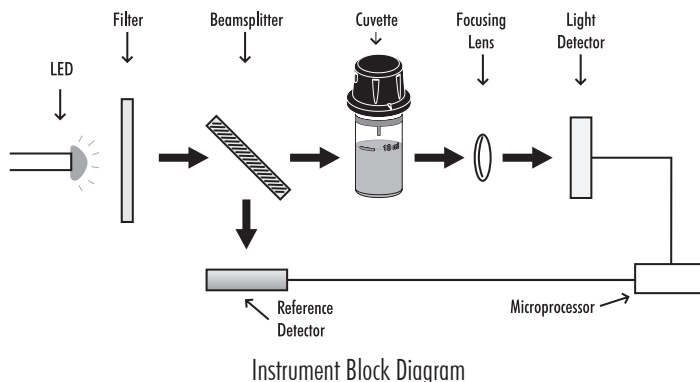 Filter
Beamsplitter
Cuvette
Focusing
Lens
Light
Detector
LED
10 ml
Reference
Detector
Microprocessor
Instrument Block Diagram